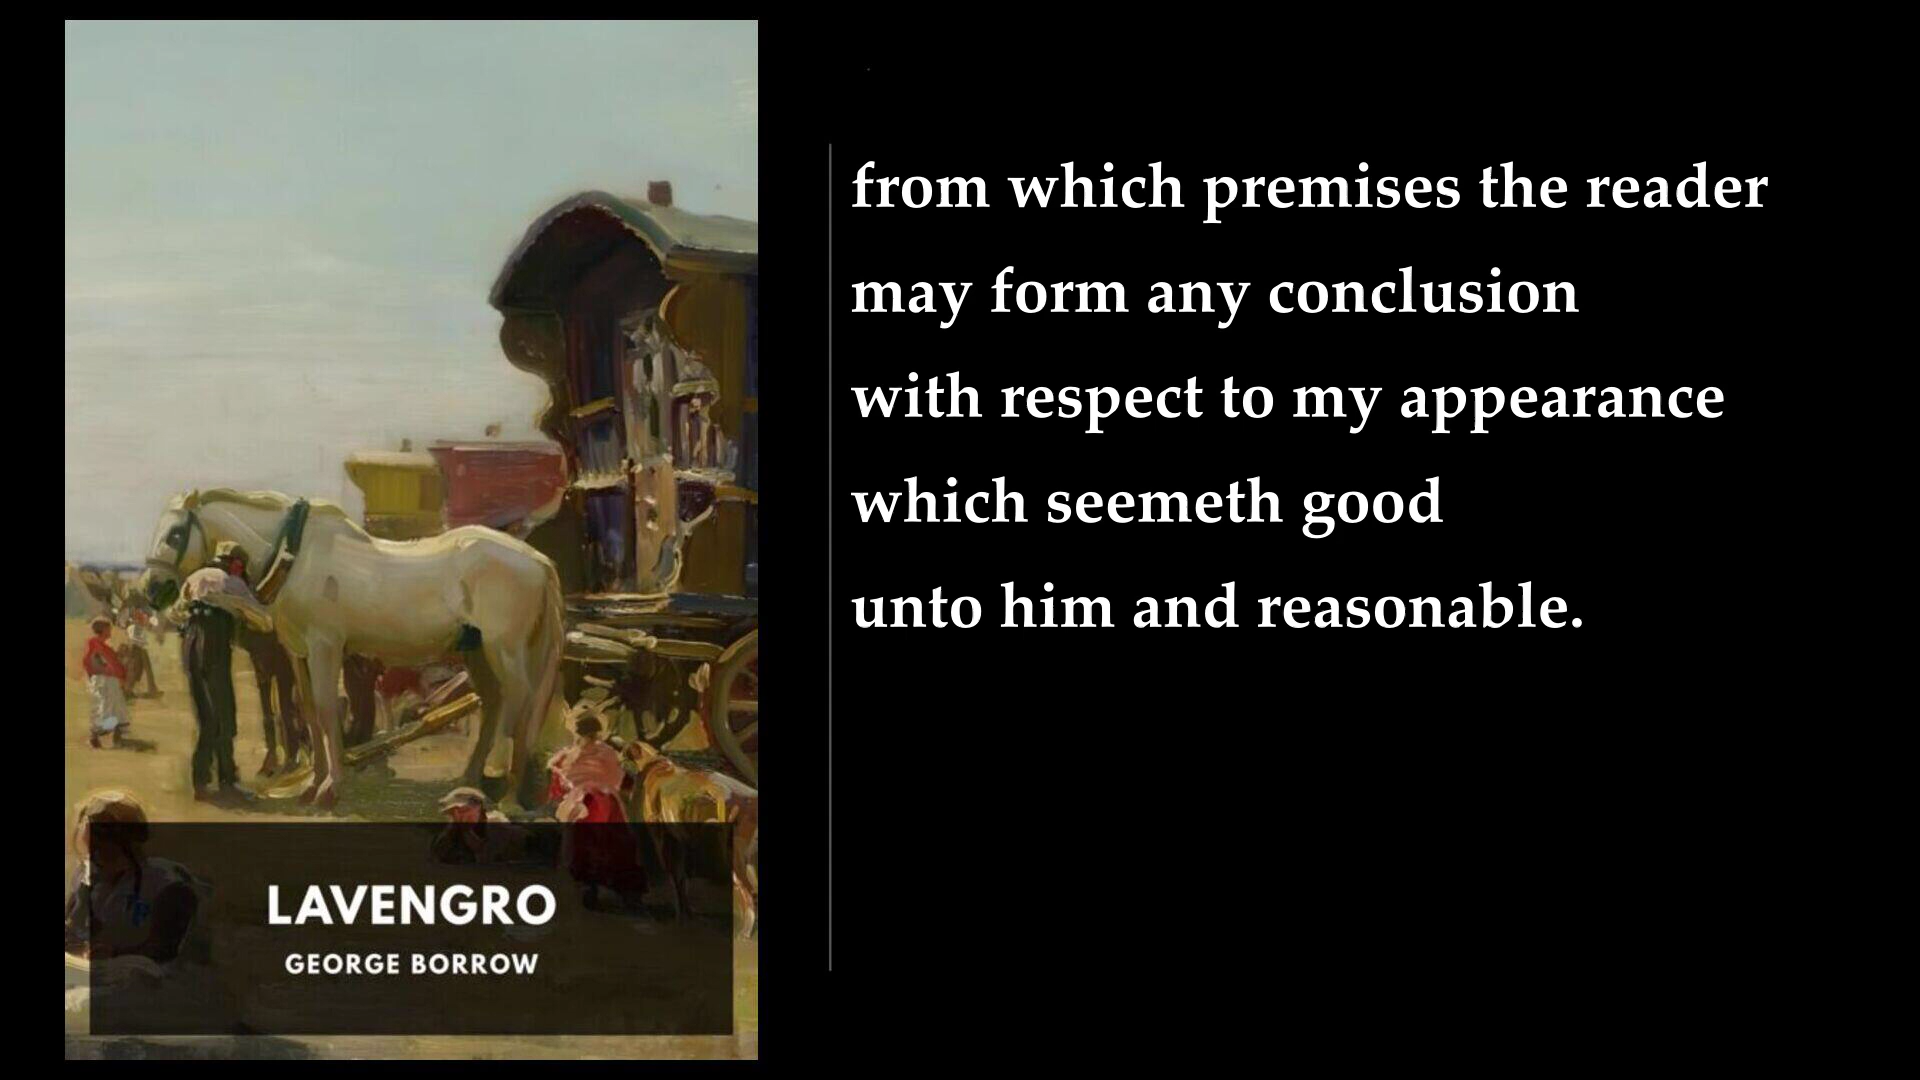 from which premises the reader
may form any conclusion
with respect to my appearance
which seemeth good
unto him and reasonable.
LAVENGRO
GEORGE BORROW